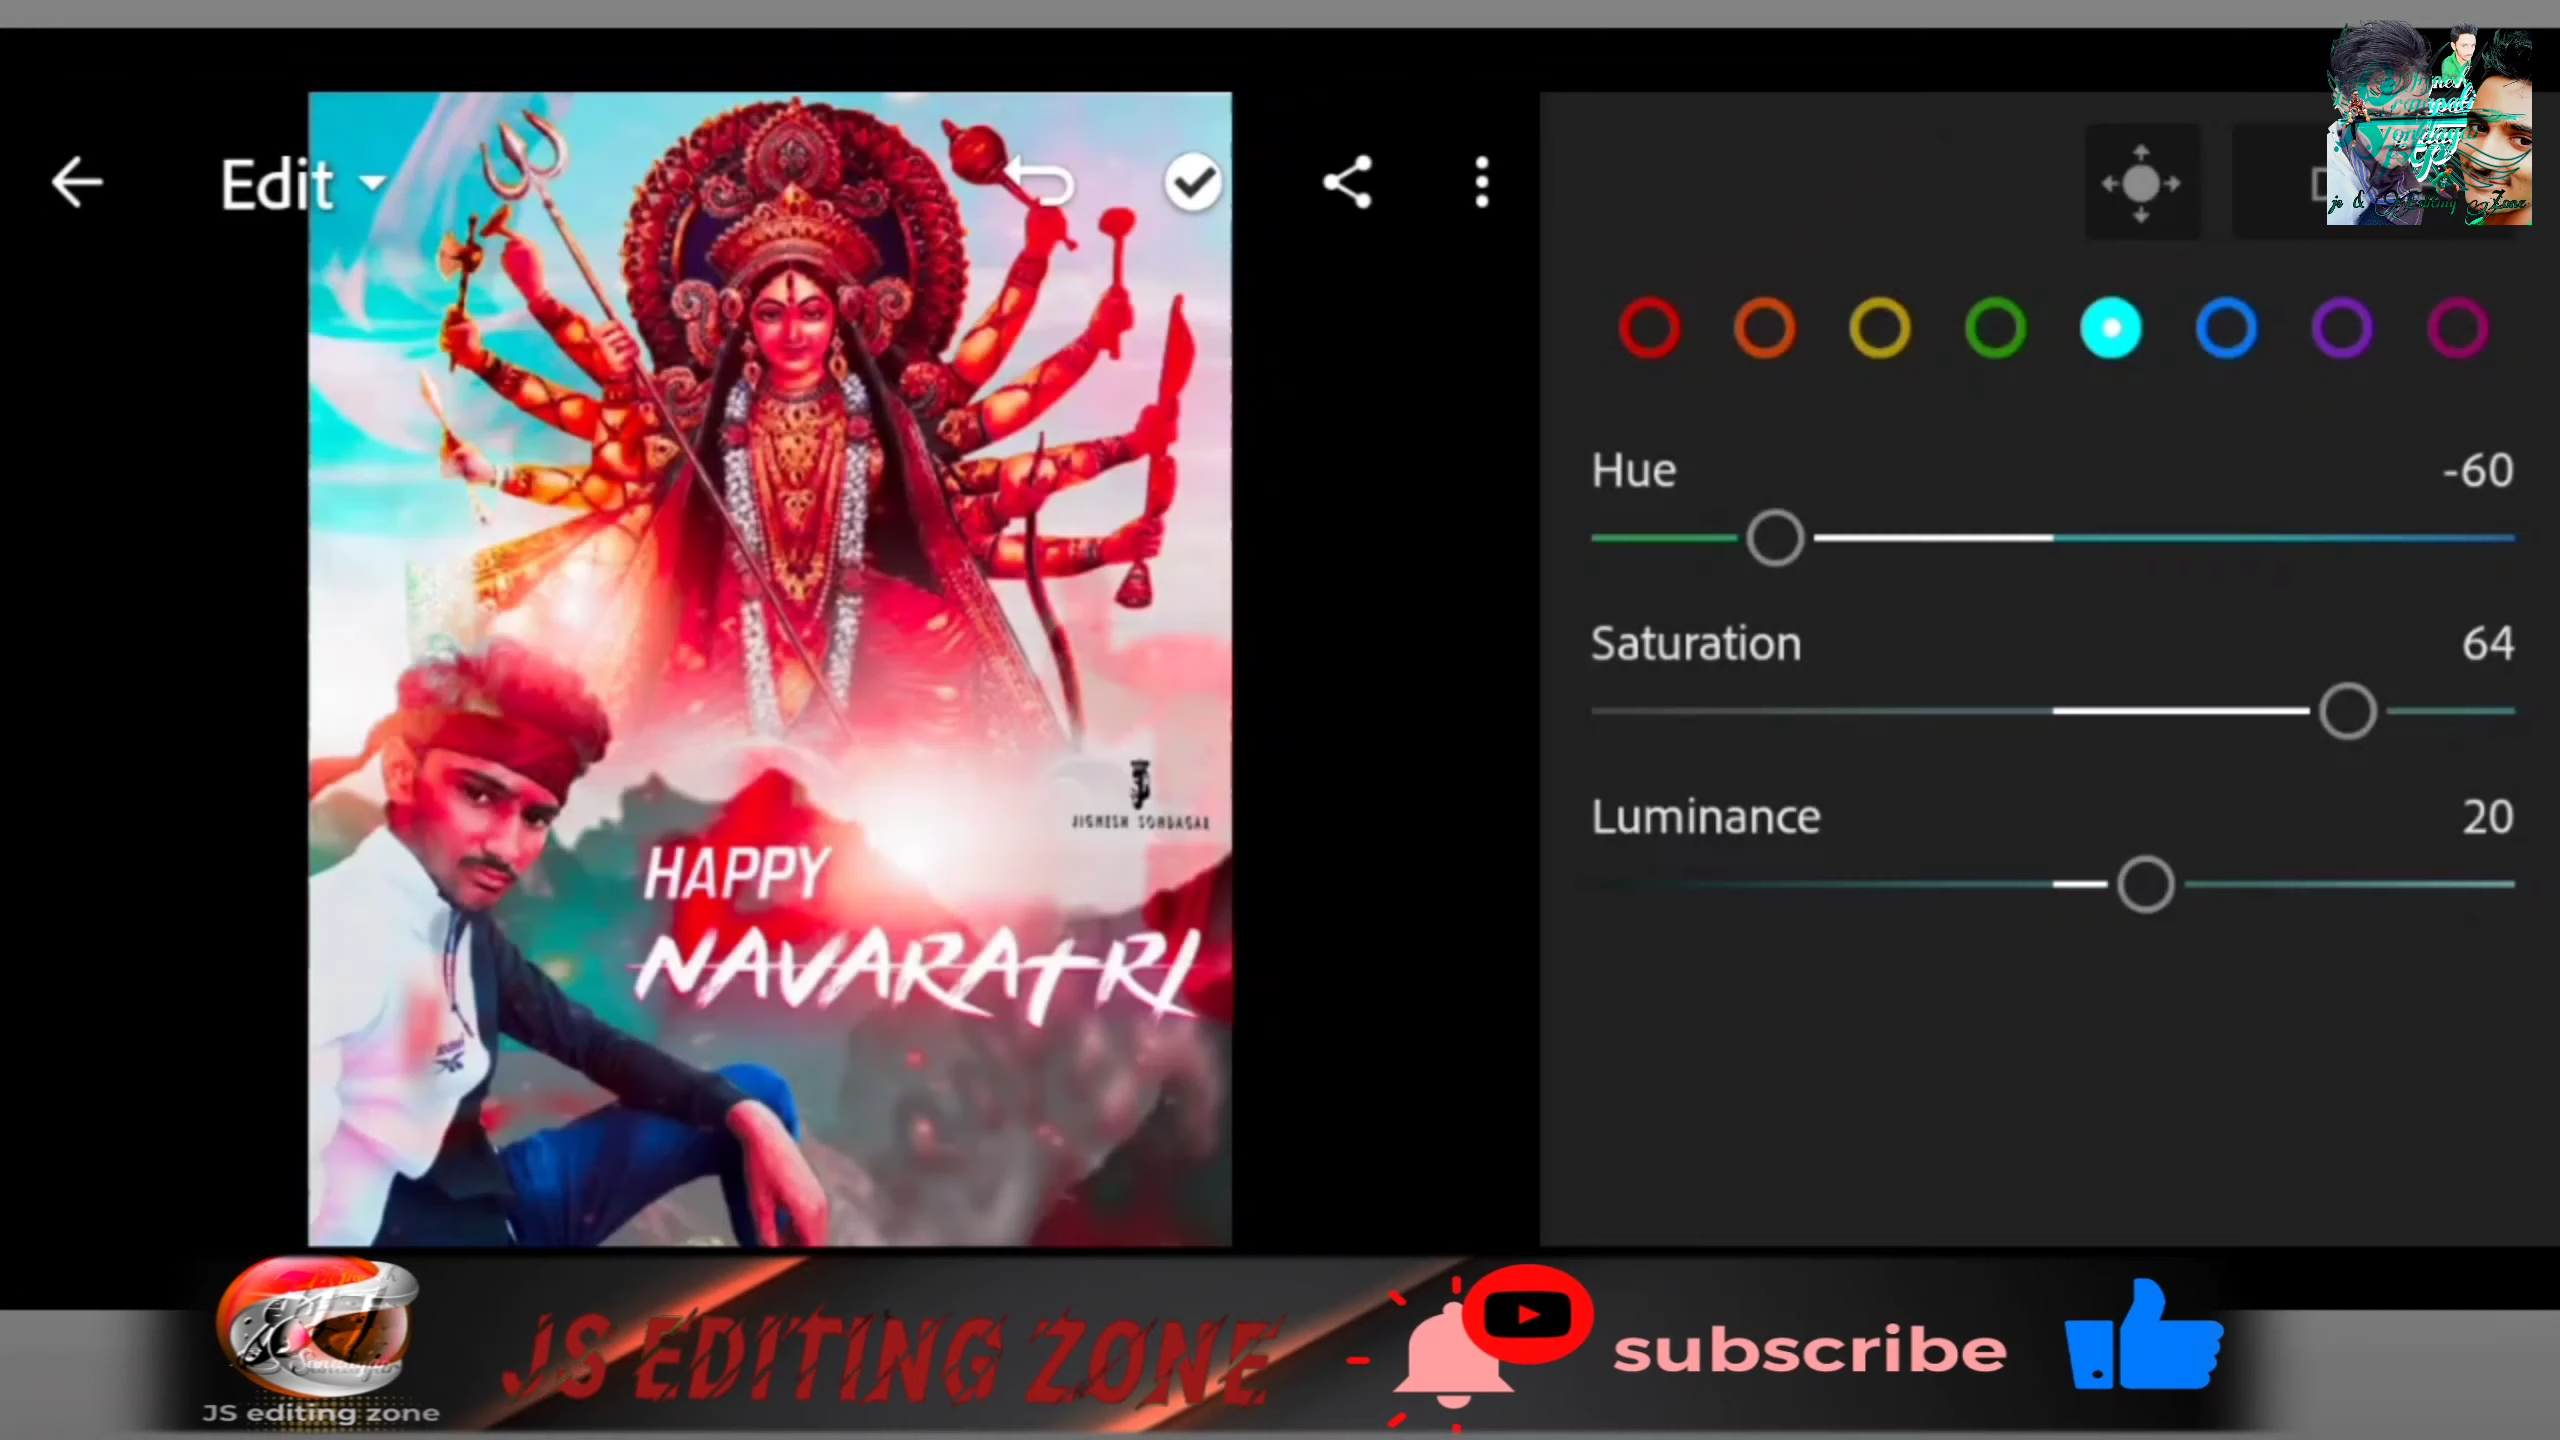 Edit
Hue -60
Saturation 64
Luminance 20
JIGNESH SONDAGAR
HAPPY
NAVARATRI
JS EDITING ZONE
subscribe
JS editing zone